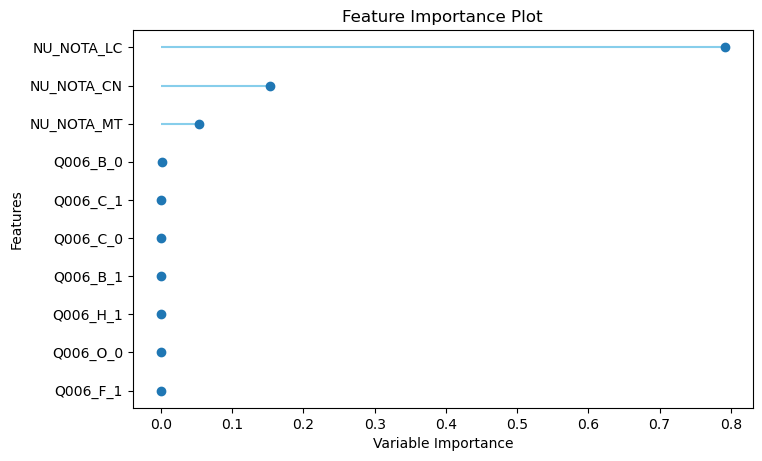 Feature Importance Plot
NU_NOTA_LC
NU_NOTA_CN
NU_NOTA_MT
Q006_B_0
Q006_C_1
Q006_C_0
Q006_B_1
Q006_H_1
Q006_O_0
Q006_F_1
Features
0.0 0.1 0.2 0.3 0.4 0.5 0.6 0.7 0.8
Variable Importance